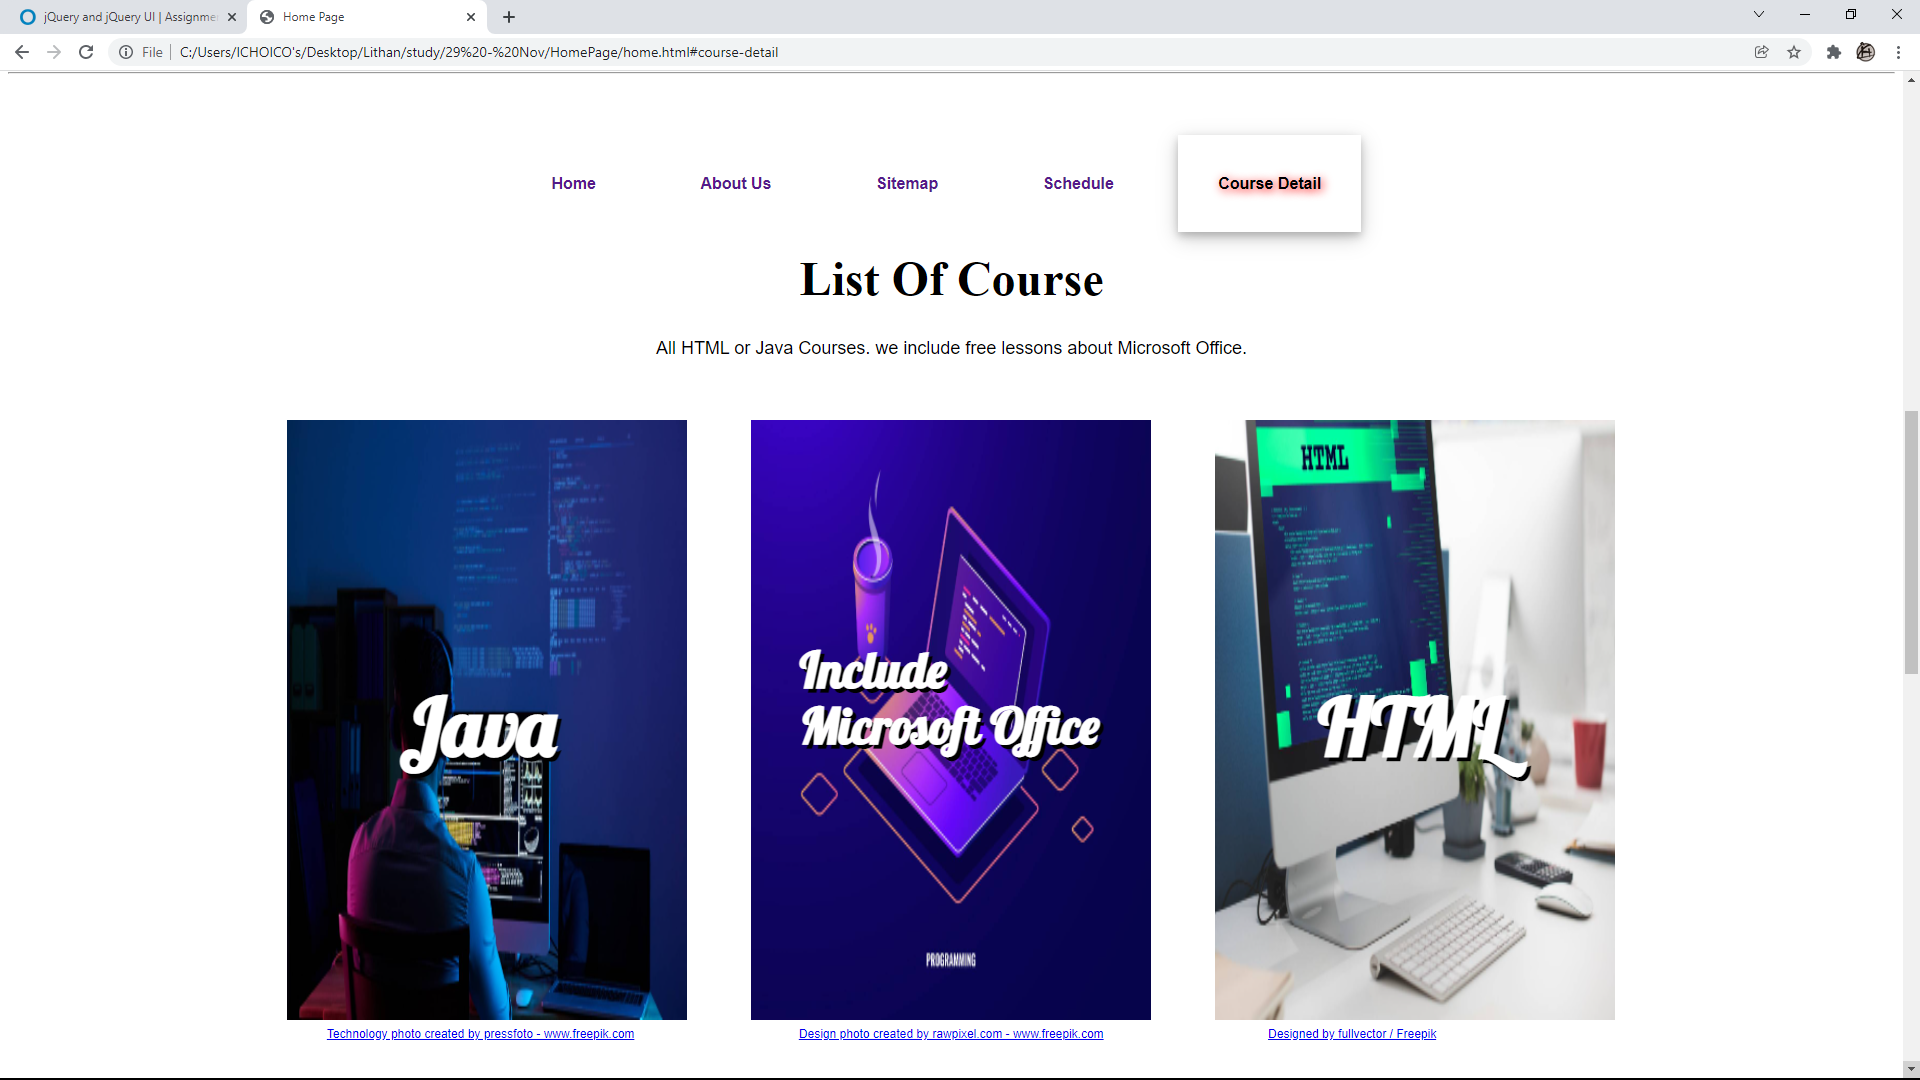 jQuery and jQuery UI | Assignme
Home Page
File
C:/Users/ICHOICO's/Desktop/Lithan/study/29%20-%20Nov/HomePage/home.html#course-detail
Home
About Us
Sitemap
Schedule
Course Detail
List Of Course
All HTML or Java Courses. we include free lessons about Microsoft Office.
Java
Include
Microsoft Office
PROGRAMMING
HTML
HTML
Technology photo created by pressfoto - www.freepik.com
Design photo created by rawpixel.com - www.freepik.com
Designed by fullvector / Freepik